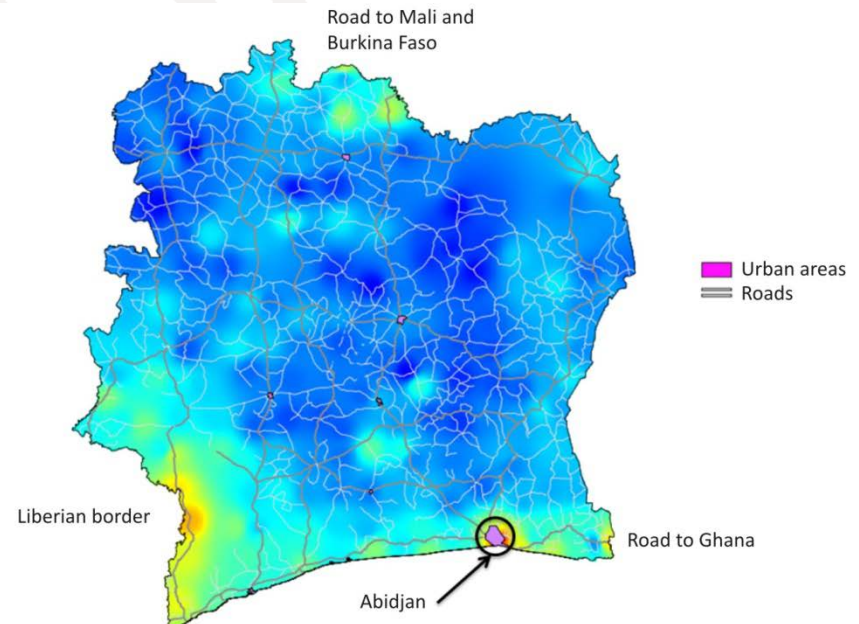 Road to Mali and
Burkina Faso
Urban areas
Roads
Liberian border
Road to Ghana
Abidjan